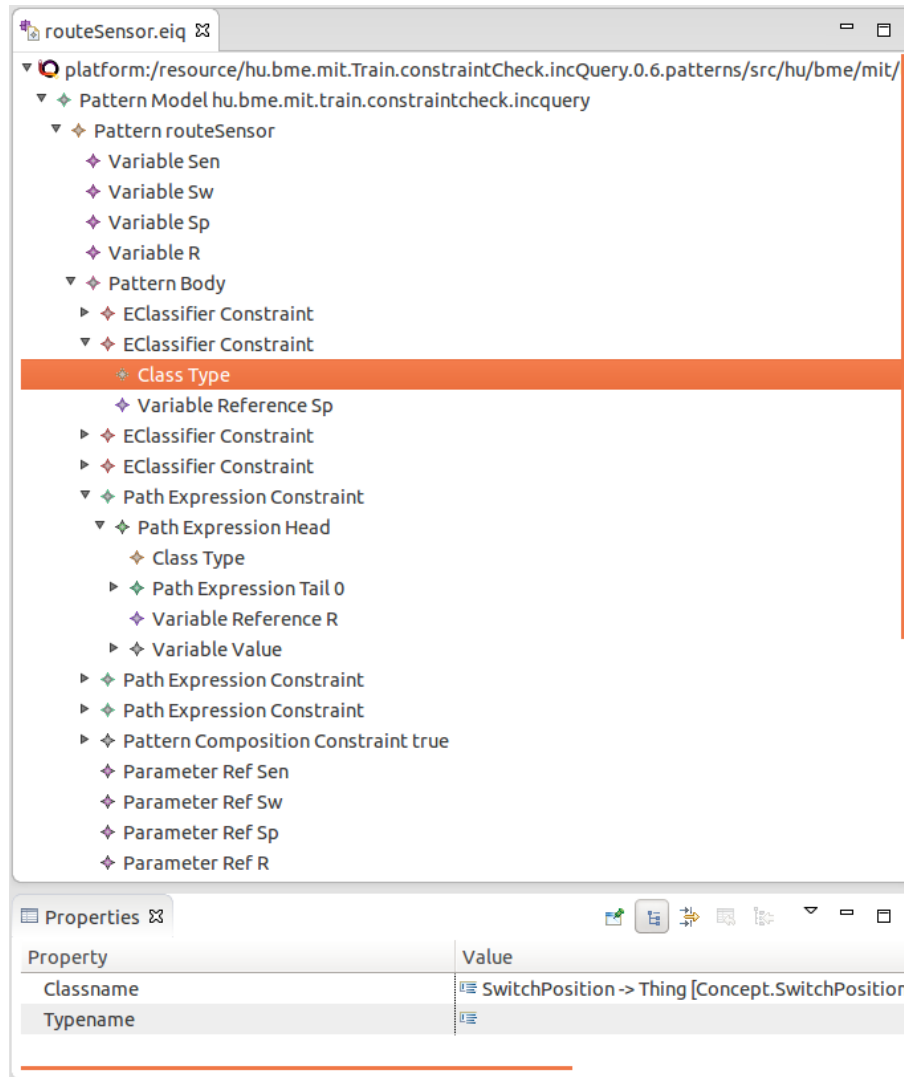 routeSensor.eiq
platform:/resource/hu.bme.mit.Train.constraintCheck.incQuery.0.6.patterns/src/hu/bme/mit/
Pattern Model hu.bme.mit.train.constraintcheck.incquery
Pattern routeSensor
Variable Sen
Variable Sw
Variable Sp
Variable R
Pattern Body
EClassifier Constraint
EClassifier Constraint
Class Type
Variable Reference Sp
EClassifier Constraint
EClassifier Constraint
Path Expression Constraint
Path Expression Head
Class Type
Path Expression Tail 0
Variable Reference R
Variable Value
Path Expression Constraint
Path Expression Constraint
Pattern Composition Constraint true
Parameter Ref Sen
Parameter Ref Sw
Parameter Ref Sp
Parameter Ref R
Properties
Property Value
Classname SwitchPosition -> Thing [Concept.SwitchPosition
Typename